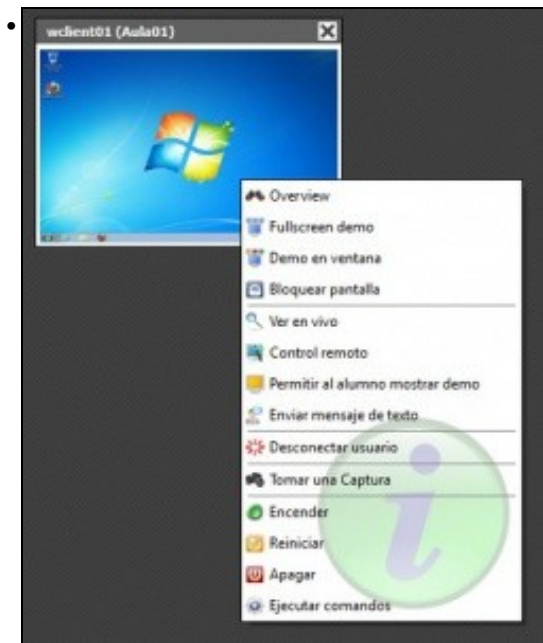 wclient01 (Aula01)
Overview
Fullscreen demo
Demo en ventana
Bloquear pantalla
Ver en vivo
Control remoto
Permitir al alumno mostrar demo
Enviar mensaje de texto
Desconectar usuario
Tomar una Captura
Encender
Reiniciar
Apagar
Ejecutar comandos